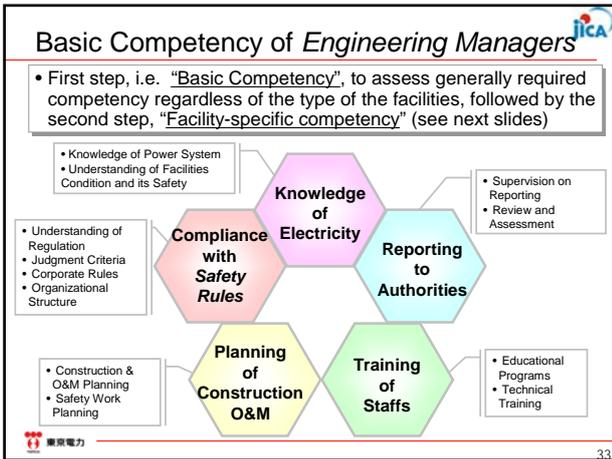 jICA
Basic Competency of Engineering Managers
• First step, i.e. “Basic Competency”, to assess generally required
competency regardless of the type of the facilities, followed by the
second step, “Facility-specific competency” (see next slides)
• Knowledge of Power System
• Understanding of Facilities
Condition and its Safety
Knowledge
of
Electricity
• Supervision on
Reporting
• Review and
Assessment
• Understanding of
Regulation
• Judgment Criteria
• Corporate Rules
• Organizational
Structure
Compliance
with
Safety
Rules
Reporting
to
Authorities
Planning
of
Construction
O&M
Training
of
Staffs
• Construction &
O&M Planning
• Safety Work
Planning
• Educational
Programs
• Technical
Training
東京電力
33